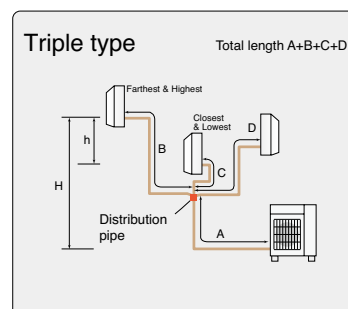 Triple type
Total length A+B+C+D
Farthest & Highest
Closest
& Lowest
D
h
B
C
H
Distribution
pipe
A